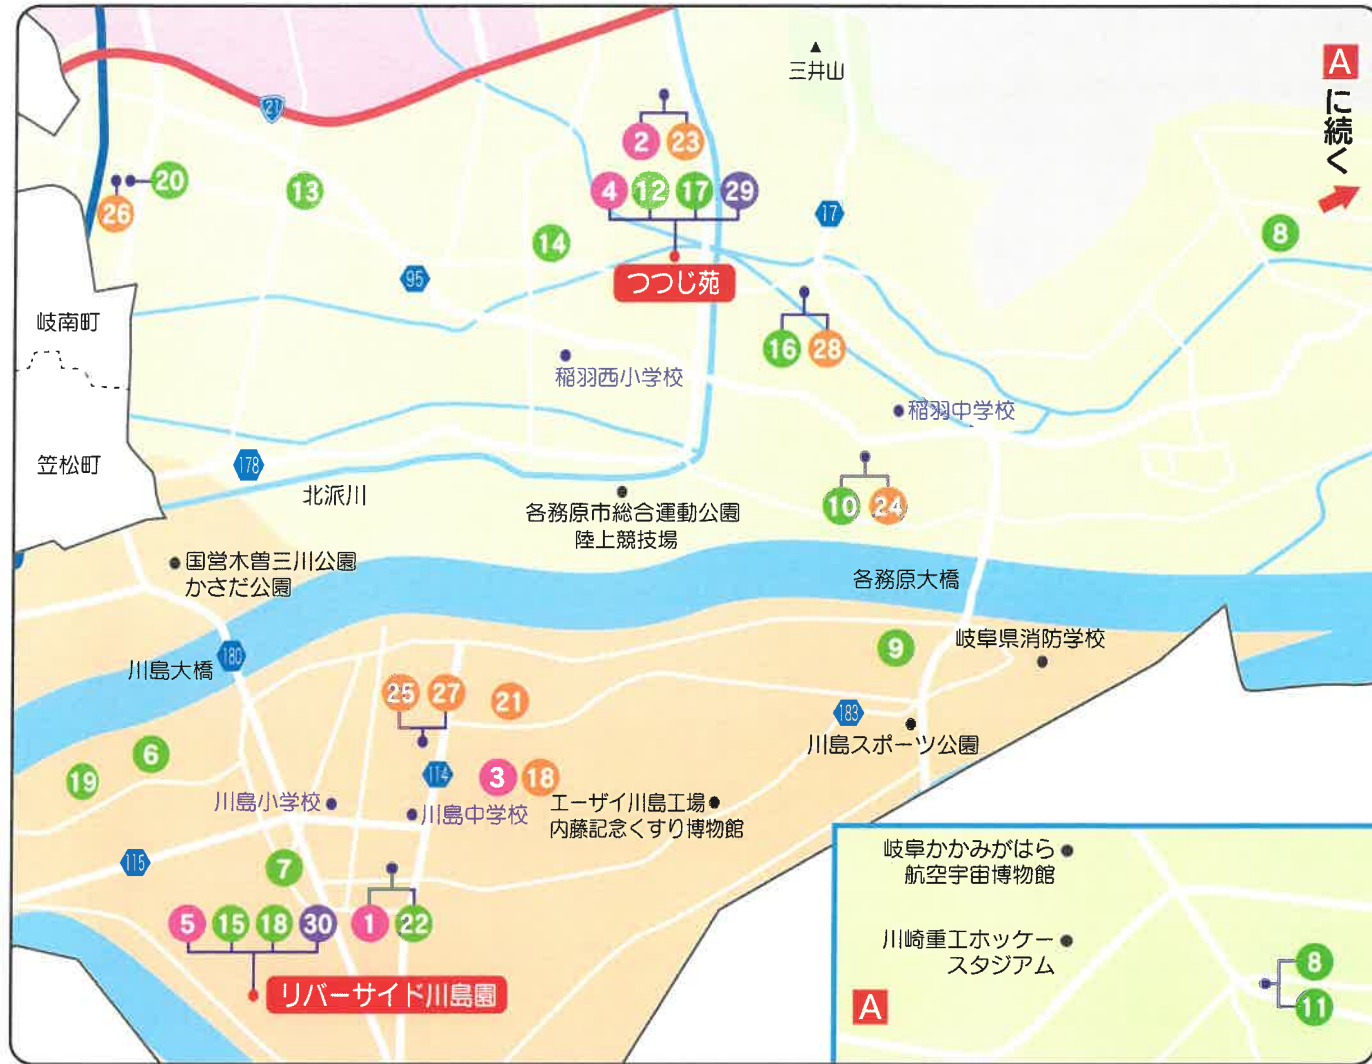 三井山
A
に続く
21
2
23
20
13
4
12
17
29
17
26
14
8
95
つつじ苑
岐南町
16
28
稲羽西小学校
稲羽中学校
笠松町
178
北派川
10
24
各務原市総合運動公園
陸上競技場
国営木曽三川公園
かさだ公園
各務原大橋
岐阜県消防学校
9
川島大橋
180
25
27
21
183
川島スポーツ公園
6
19
114
3
18
川島小学校
川島中学校
エーザイ川島工場
内藤記念くすり博物館
115
7
5
15
18
30
1
22
リバーサイド川島園
岐阜かかみがはら
航空宇宙博物館
川崎重工ホッケー
スタジアム
A
8
11